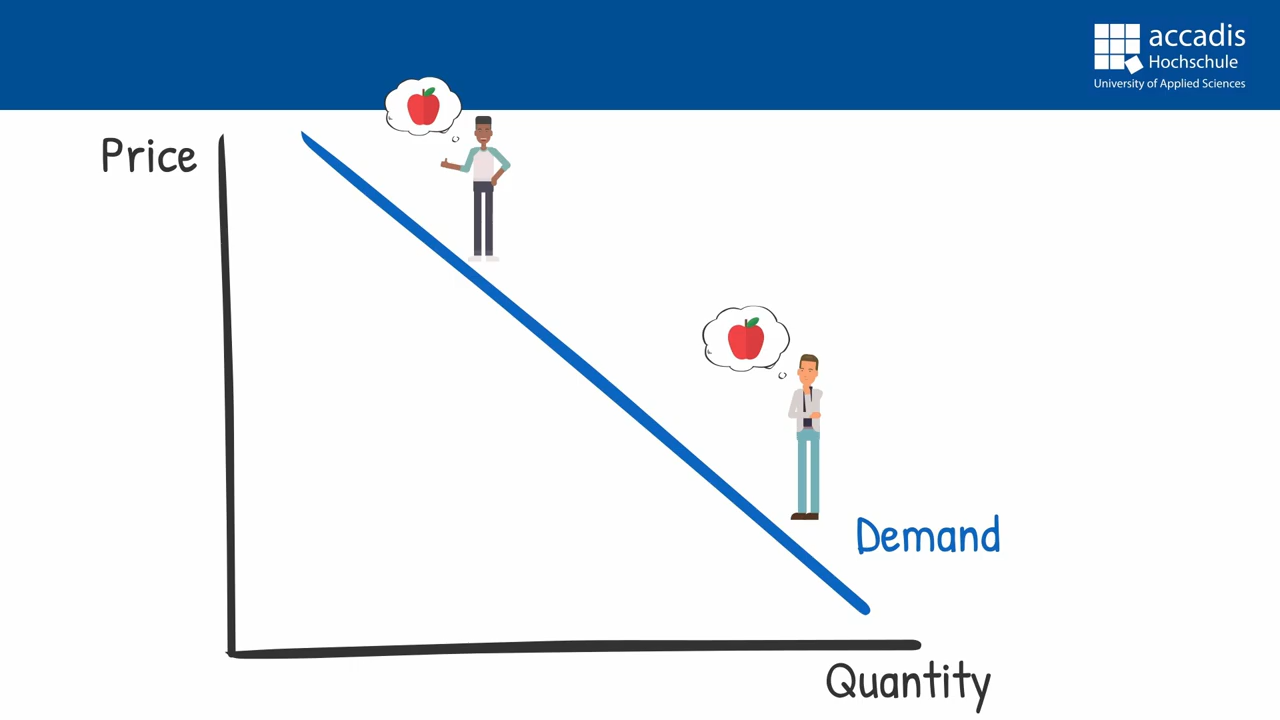 accadis
Hochschule
University of Applied Sciences
Price
Demand
Quantity